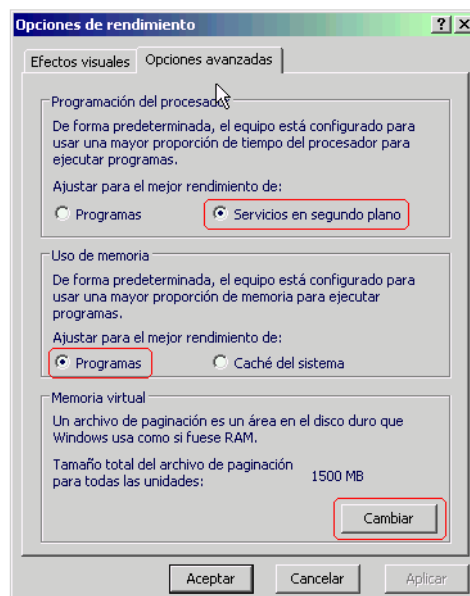 Opciones de rendimiento
Efectos visuales
Opciones avanzadas
Programación del procesador
De forma predeterminada, el equipo está configurado para
usar una mayor proporción de tiempo del procesador para
ejecutar programas.
Ajustar para el mejor rendimiento de:
Programas
Servicios en segundo plano
Uso de memoria
De forma predeterminada, el equipo está configurado para
usar una mayor proporción de memoria para ejecutar
programas.
Ajustar para el mejor rendimiento de:
Programas
Caché del sistema
Memoria virtual
Un archivo de paginación es un área en el disco duro que
Windows usa como si fuese RAM.
Tamaño total del archivo de paginación
para todas las unidades:
1500 MB
Cambiar
Aceptar
Cancelar
Aplicar